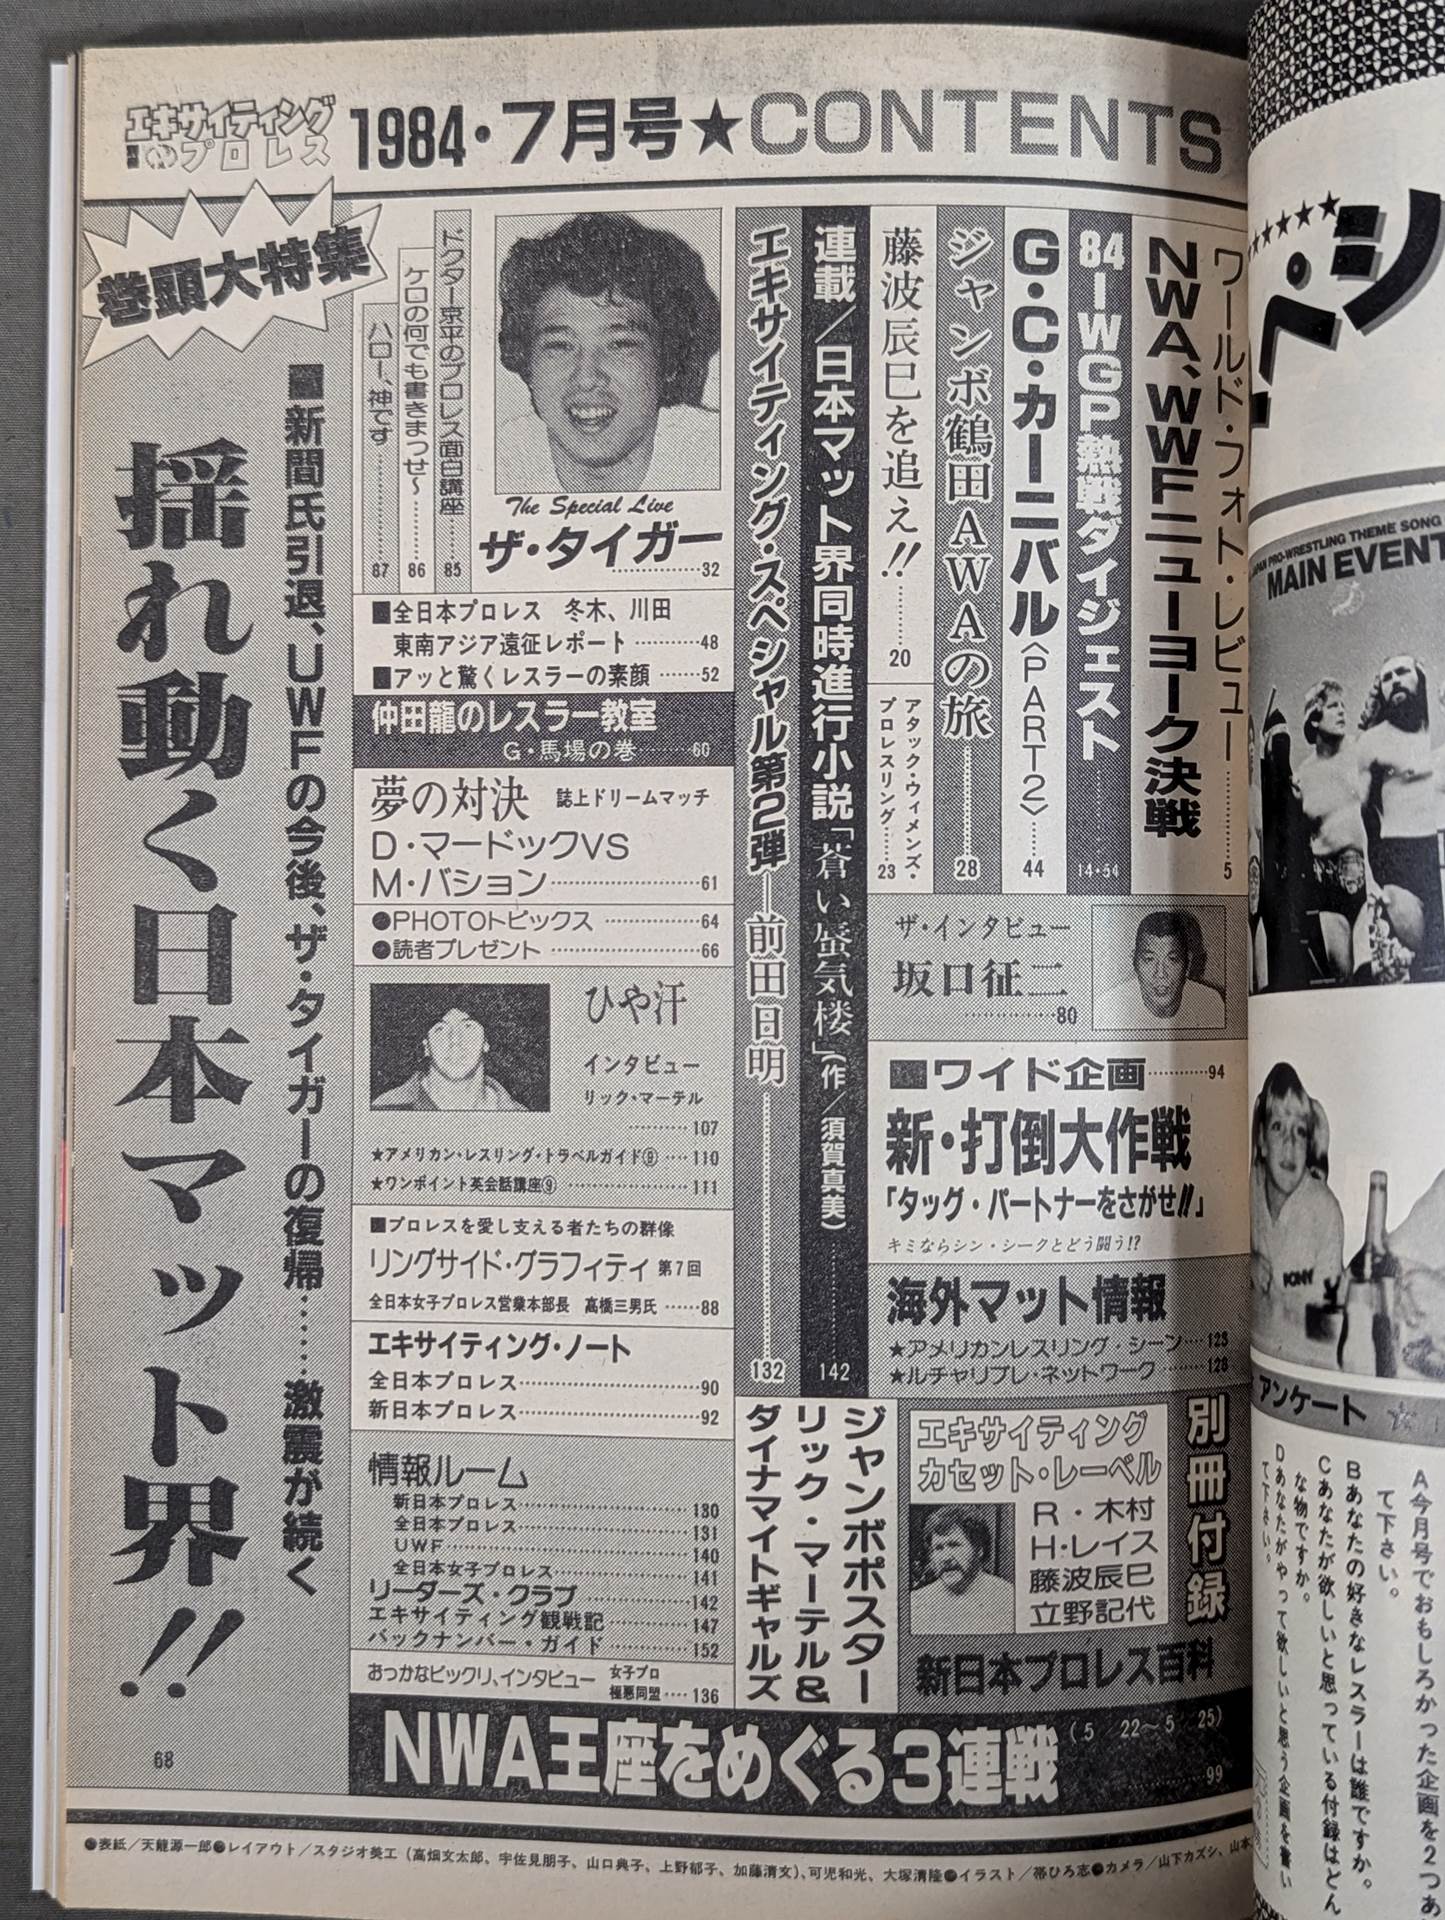 エキサイティング
プロレス
1984・7月号★CONTENTS
ワールド・フォト・レビュー……5
NWA、WWFニューヨーク決戦
84ーWGP熱戦ダイジェスト……14・54
G・C・カーニバル〈PART2〉……44
ジャンボ鶴田AWAの旅……28
藤波辰巳を追え!!……20
アタック・ウィメンズ・
プロレスリング……23
連載／日本マット界同時進行小説「蒼い蜃気楼」(作／須賀真美)……142
エキサイティング・スペシャル第2弾─前田日明……132
ザ・インタビュー
坂口征二
……80
■ワイド企画……94
新・打倒大作戦
「タッグ・パートナーをさがせ!!」
キミならシン・シークとどう闘う!?
海外マット情報
★アメリカンレスリング・シーン…123
★ルチャリブレ・ネットワーク……128
別冊付録
エキサイティング
カセット・レーベル
R・木村
H・レイス
藤波辰巳
立野記代
新日本プロレス百科
ジャンボポスター
リック・マーテル&
ダイナマイトギャルズ
The Special Live
ザ・タイガー
……32
ドクター京平のプロレス面白講座……85
ケロの何でも書きまっせ〜……86
ハロー、神です……87
■全日本プロレス 冬木、川田
東南アジア遠征レポート……48
■アッと驚くレスラーの素顔……52
仲田龍のレスラー教室
G・馬場の巻……60
夢の対決 誌上ドリームマッチ
D・マードックVS
M・バション……61
●PHOTOトピックス……64
●読者プレゼント……66
ひや汗
インタビュー
リック・マーテル
……107
★アメリカン・レスリング・トラベルガイド⑨……110
★ワンポイント英会話講座⑨……111
■プロレスを愛し支える者たちの群像
リングサイド・グラフィティ 第7回
全日本女子プロレス営業本部長 高橋三男氏……88
エキサイティング・ノート
全日本プロレス……90
新日本プロレス……92
情報ルーム
新日本プロレス……130
全日本プロレス……131
UWF……140
全日本女子プロレス……141
リーダーズ・クラブ……142
エキサイティング観戦記……147
バックナンバー・ガイド……152
おっかなビックリ、インタビュー 女子プロ
極悪同盟……136
NWA王座をめぐる3連戦
(5／22〜5／25)
……99
巻頭大特集
■新間氏引退、UWFの今後、ザ・タイガーの復帰……激震が続く
揺れ動く日本マット界!!
68
●表紙／天龍源一郎●レイアウト／スタジオ美工(高畑文太郎、宇佐見朋子、山口典子、上野郁子、加藤清文)、可児和光、大塚清隆●イラスト／帯ひろ志●カメラ／山下カズシ、山本
ペシ
JAPAN PRO-WRESTLING THEME SONG
MAIN EVENT
PONY
アンケート
A今月号でおもしろかった企画を2つあ
て下さい。
Bあなたの好きなレスラーは誰ですか。
Cあなたが欲しいと思っている付録はどん
な物ですか。
Dあなたがやって欲しいと思う企画を書い
て下さい。